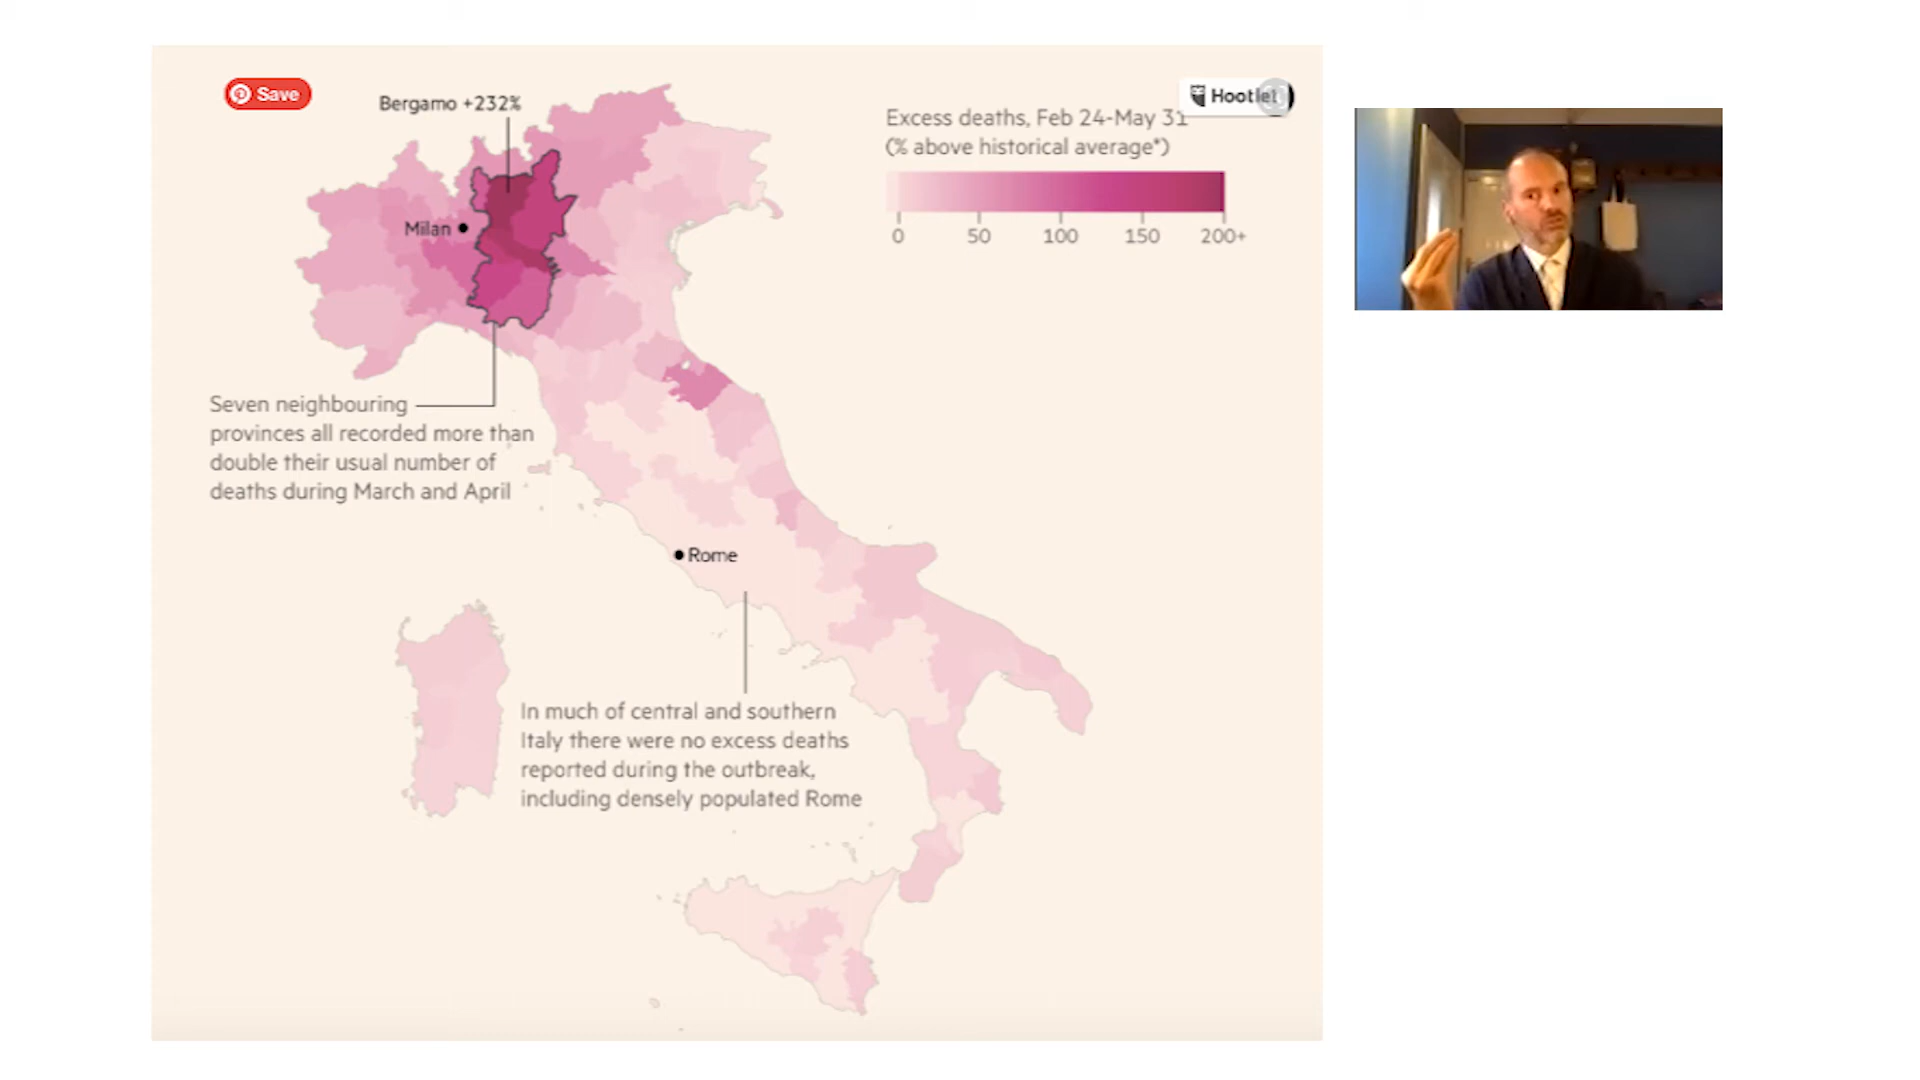 Save
Bergamo +232%
Hootlet
Excess deaths, Feb 24-May 31
(% above historical average*)
0 50 100 150 200+
Milan
Seven neighbouring
provinces all recorded more than
double their usual number of
deaths during March and April
Rome
In much of central and southern
Italy there were no excess deaths
reported during the outbreak,
including densely populated Rome